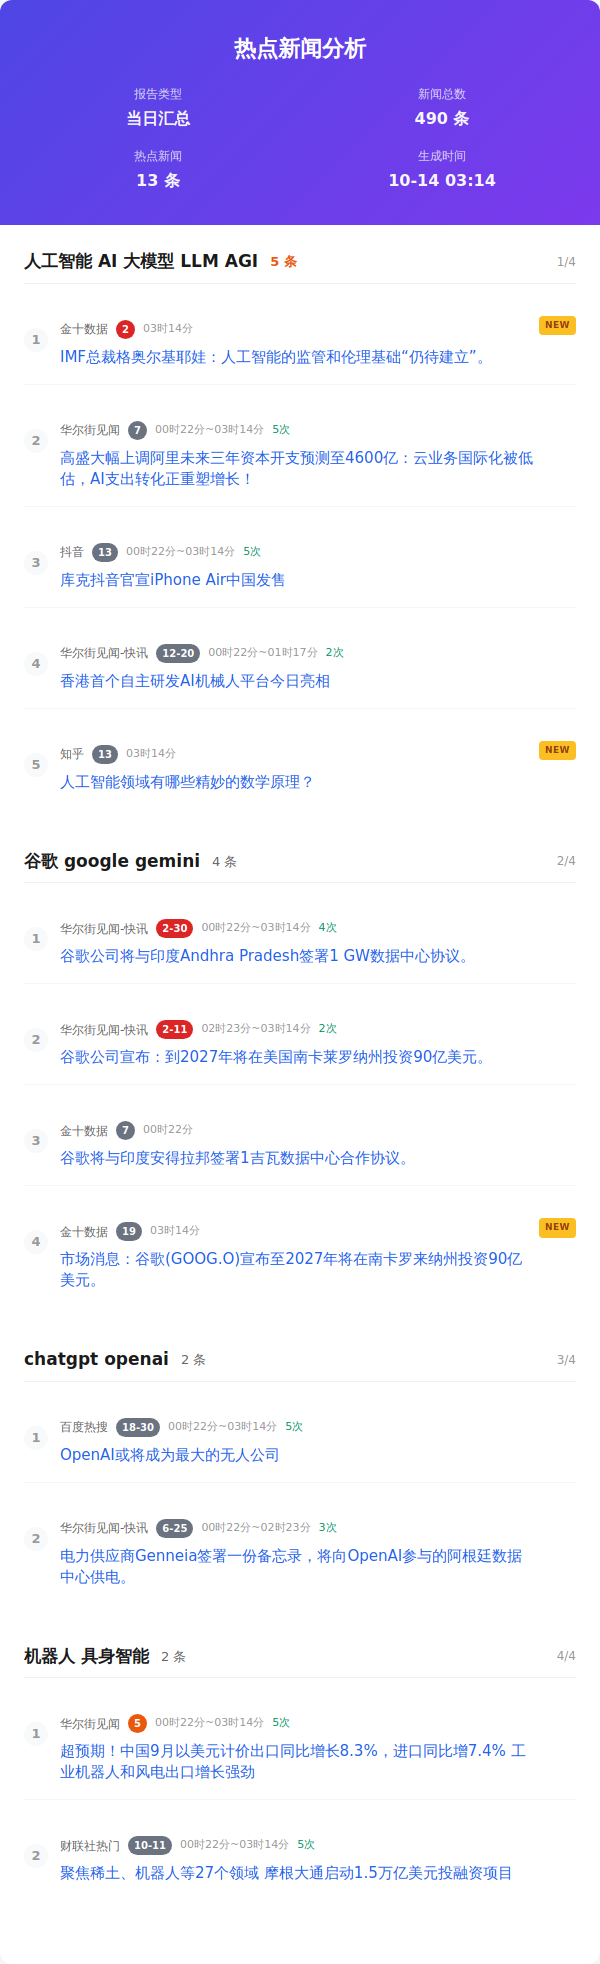 热点新闻分析
报告类型
新闻总数
当日汇总
490 条
热点新闻
生成时间
13 条
10-14 03:14
人工智能 AI 大模型 LLM AGI 5 条 1/4
1 金十数据 2 03时14分 NEW
IMF总裁格奥尔基耶娃：人工智能的监管和伦理基础“仍待建立”。
2 华尔街见闻 7 00时22分~03时14分 5次
高盛大幅上调阿里未来三年资本开支预测至4600亿：云业务国际化被低
估，AI支出转化正重塑增长！
3 抖音 13 00时22分~03时14分 5次
库克抖音官宣iPhone Air中国发售
4 华尔街见闻-快讯 12-20 00时22分~01时17分 2次
香港首个自主研发AI机械人平台今日亮相
5 知乎 13 03时14分 NEW
人工智能领域有哪些精妙的数学原理？
谷歌 google gemini 4 条 2/4
1 华尔街见闻-快讯 2-30 00时22分~03时14分 4次
谷歌公司将与印度Andhra Pradesh签署1 GW数据中心协议。
2 华尔街见闻-快讯 2-11 02时23分~03时14分 2次
谷歌公司宣布：到2027年将在美国南卡莱罗纳州投资90亿美元。
3 金十数据 7 00时22分
谷歌将与印度安得拉邦签署1吉瓦数据中心合作协议。
4 金十数据 19 03时14分 NEW
市场消息：谷歌(GOOG.O)宣布至2027年将在南卡罗来纳州投资90亿
美元。
chatgpt openai 2 条 3/4
1 百度热搜 18-30 00时22分~03时14分 5次
OpenAI或将成为最大的无人公司
2 华尔街见闻-快讯 6-25 00时22分~02时23分 3次
电力供应商Genneia签署一份备忘录，将向OpenAI参与的阿根廷数据
中心供电。
机器人 具身智能 2 条 4/4
1 华尔街见闻 5 00时22分~03时14分 5次
超预期！中国9月以美元计价出口同比增长8.3%，进口同比增7.4% 工
业机器人和风电出口增长强劲
2 财联社热门 10-11 00时22分~03时14分 5次
聚焦稀土、机器人等27个领域 摩根大通启动1.5万亿美元投融资项目